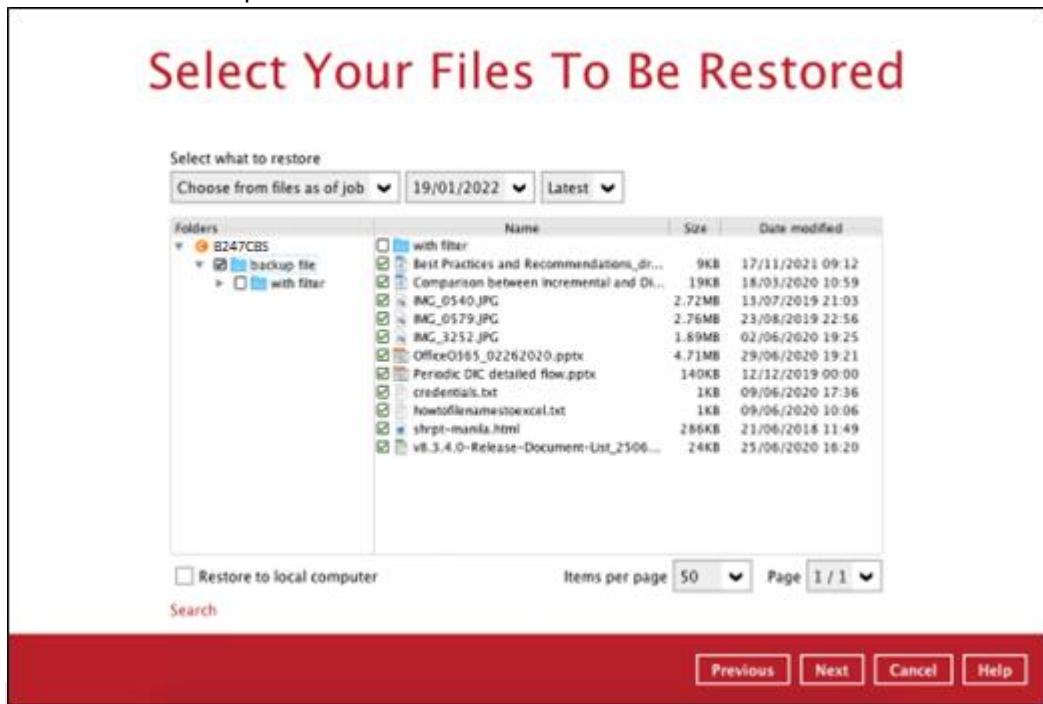 Select Your Files To Be Restored
Select what to restore
Choose from files as of job 19/01/2022 Latest
Folders Name Size Date modified
B247CBS
backup file
with filter
with filter
Best Practices and Recommendations_dr... 9KB 17/11/2021 09:12
Comparison between Incremental and Di... 19KB 18/03/2020 10:59
IMG_0540.JPG 2.72MB 13/07/2019 21:03
IMG_0579.JPG 2.76MB 23/08/2019 22:56
IMG_3252.JPG 1.89MB 02/06/2020 19:25
OfficeO365_02262020.pptx 4.71MB 29/06/2020 19:21
Periodic DIC detailed flow.pptx 140KB 12/12/2019 00:00
credentials.txt 1KB 09/06/2020 17:36
howtofilenamestoexcel.txt 1KB 09/06/2020 10:06
shrpt-manila.html 286KB 21/06/2018 11:49
v8.3.4.0-Release-Document-List_2506... 24KB 25/06/2020 16:20
Restore to local computer Items per page 50 Page 1 / 1
Search
Previous Next Cancel Help